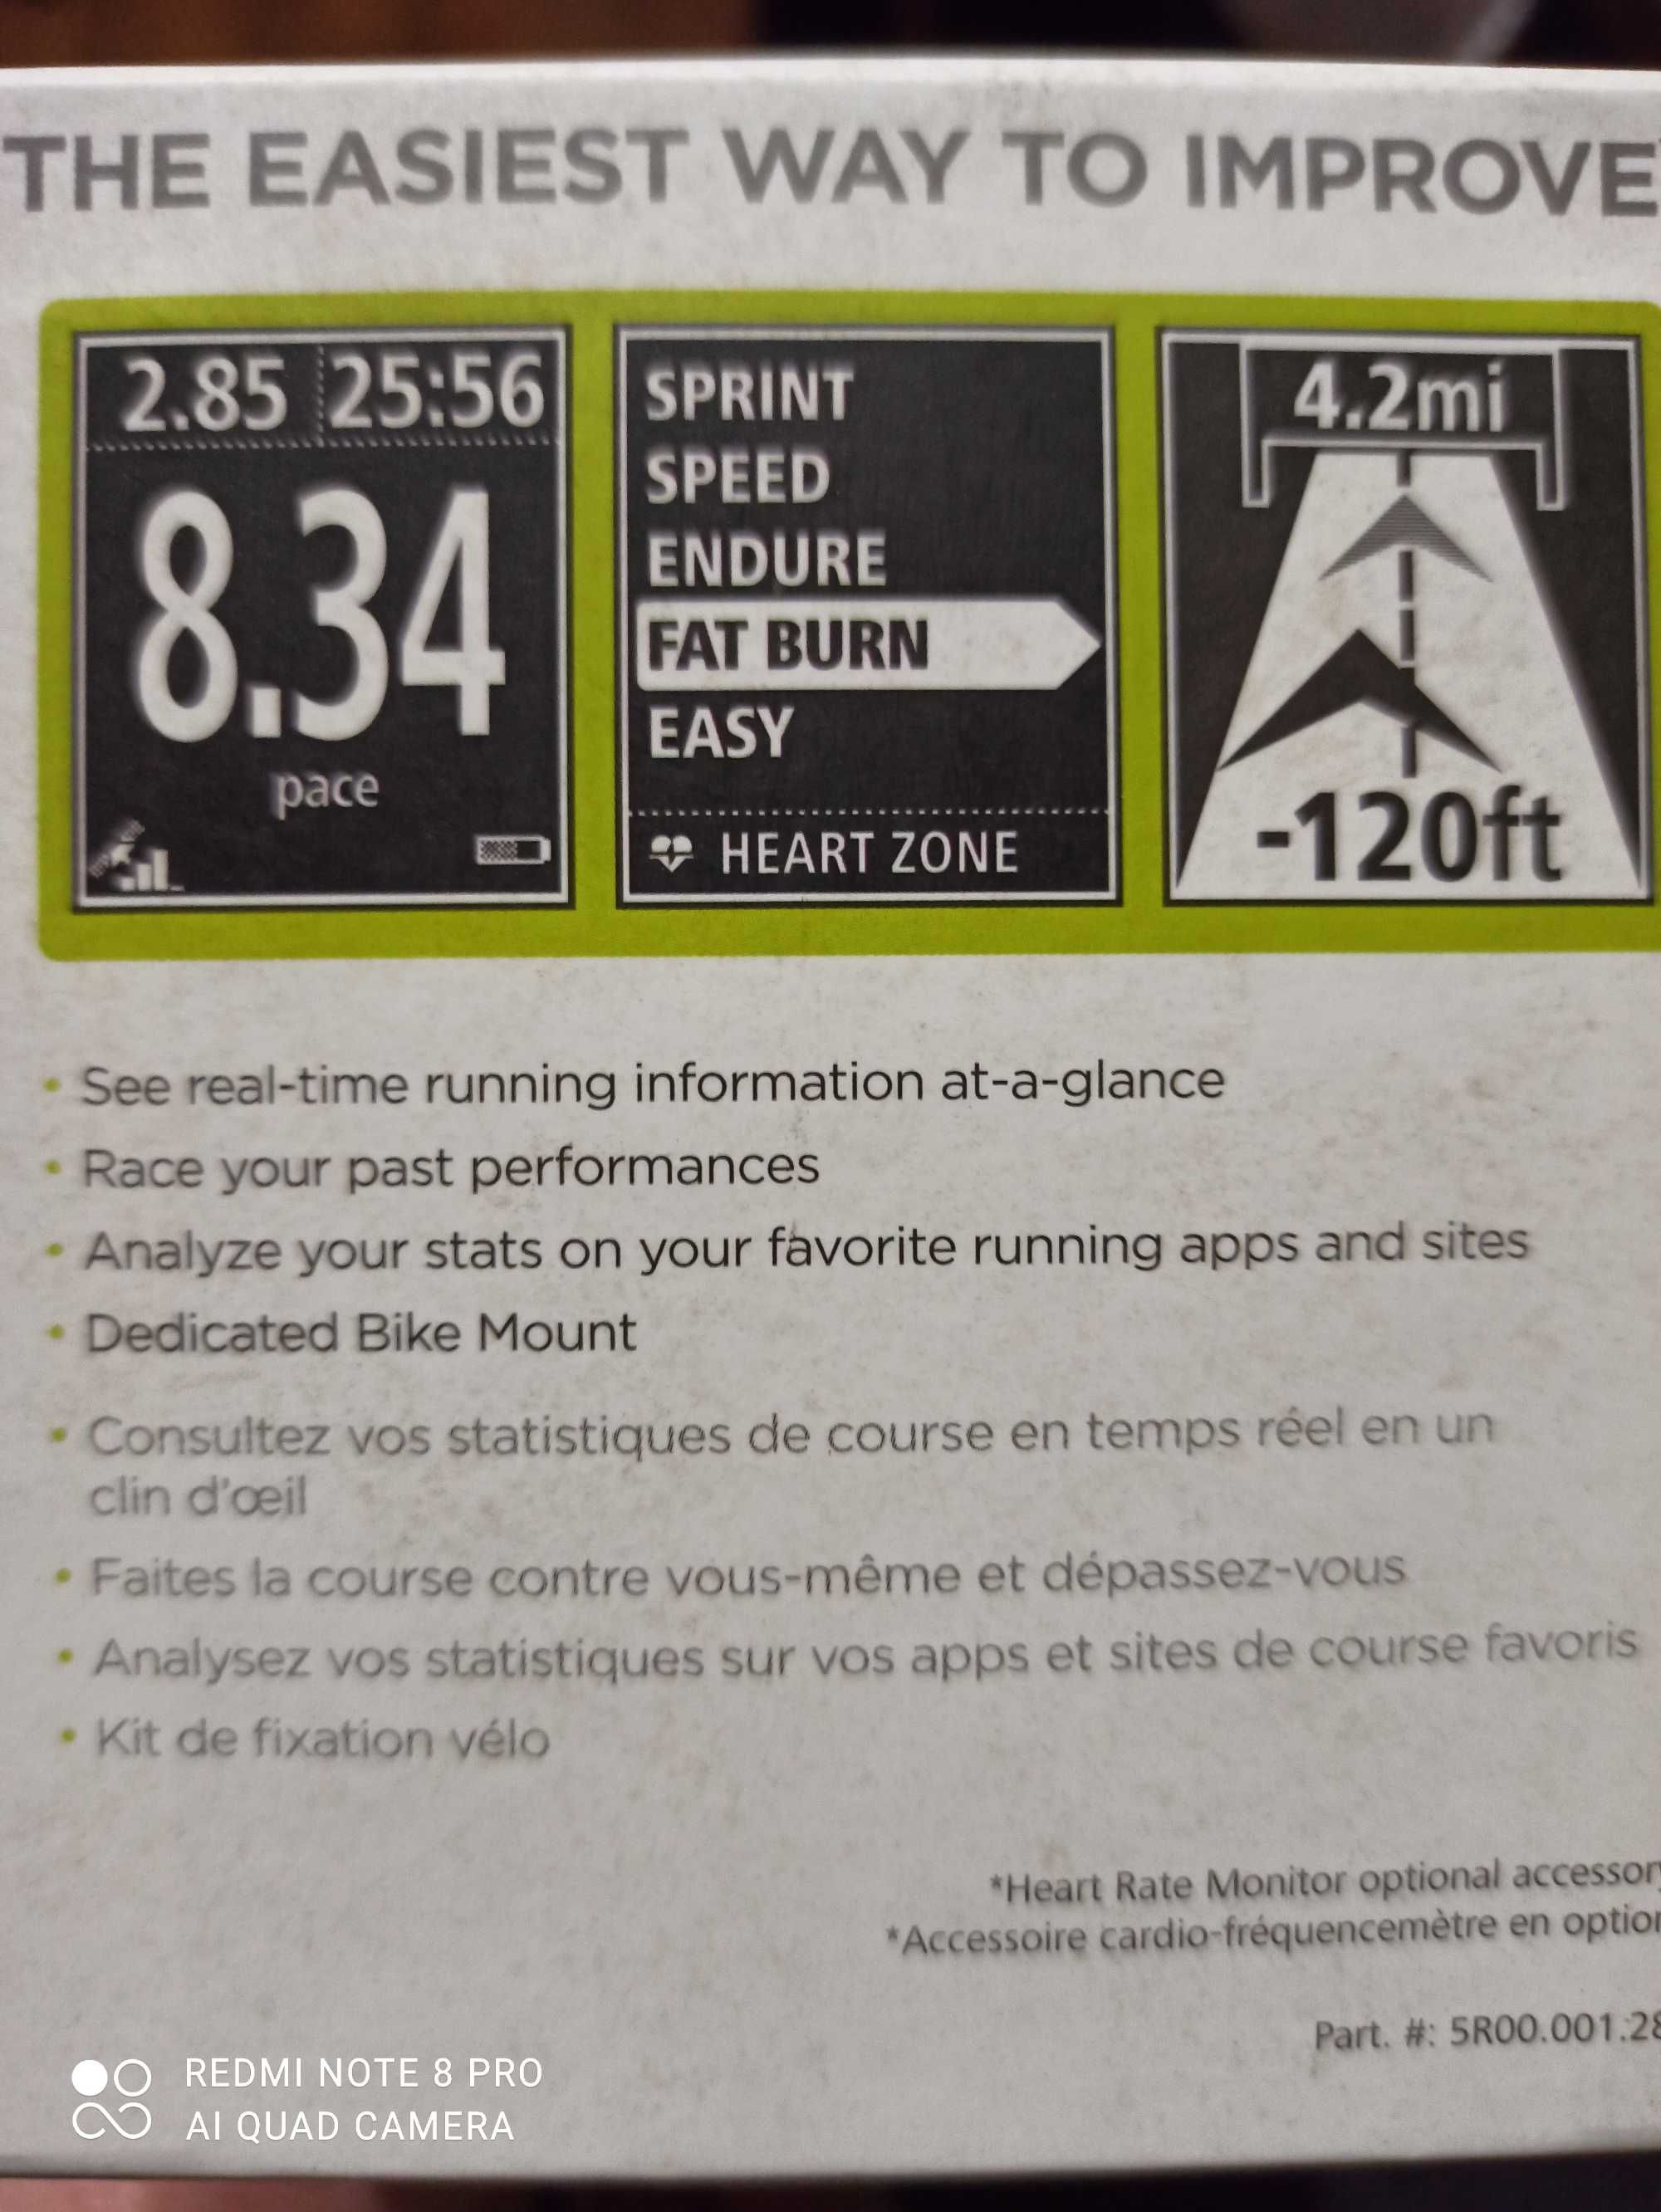 THE EASIEST WAY TO IMPROVE
2.85 25:56
8.34
pace
SPRINT
SPEED
ENDURE
FAT BURN
EASY
HEART ZONE
4.2mi
-120ft
• See real-time running information at-a-glance
• Race your past performances
• Analyze your stats on your favorite running apps and sites
• Dedicated Bike Mount
• Consultez vos statistiques de course en temps réel en un
clin d'œil
• Faites la course contre vous-même et dépassez-vous
• Analysez vos statistiques sur vos apps et sites de course favoris
• Kit de fixation vélo
*Heart Rate Monitor optional accessory
*Accessoire cardio-fréquencemètre en option
Part. #: 5R00.001.28
REDMI NOTE 8 PRO
AI QUAD CAMERA